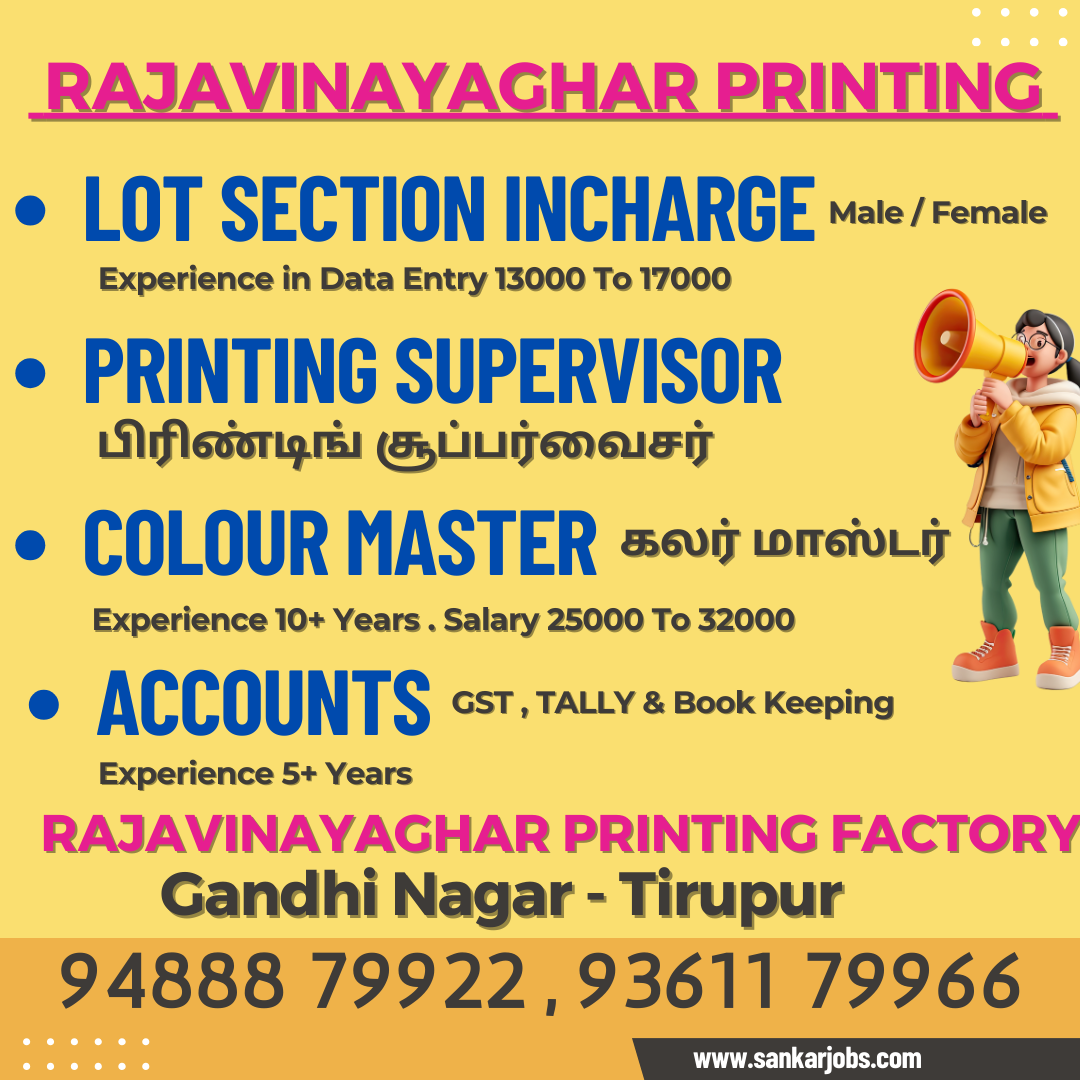 RAJAVINAYAGHAR PRINTING
• LOT SECTION INCHARGE Male / Female
Experience in Data Entry 13000 To 17000
• PRINTING SUPERVISOR
பிரிண்டிங் சூப்பர்வைசர்
• COLOUR MASTER கலர் மாஸ்டர்
Experience 10+ Years . Salary 25000 To 32000
• ACCOUNTS GST , TALLY & Book Keeping
Experience 5+ Years
RAJAVINAYAGHAR PRINTING FACTORY
Gandhi Nagar - Tirupur
94888 79922 , 93611 79966
www.sankarjobs.com